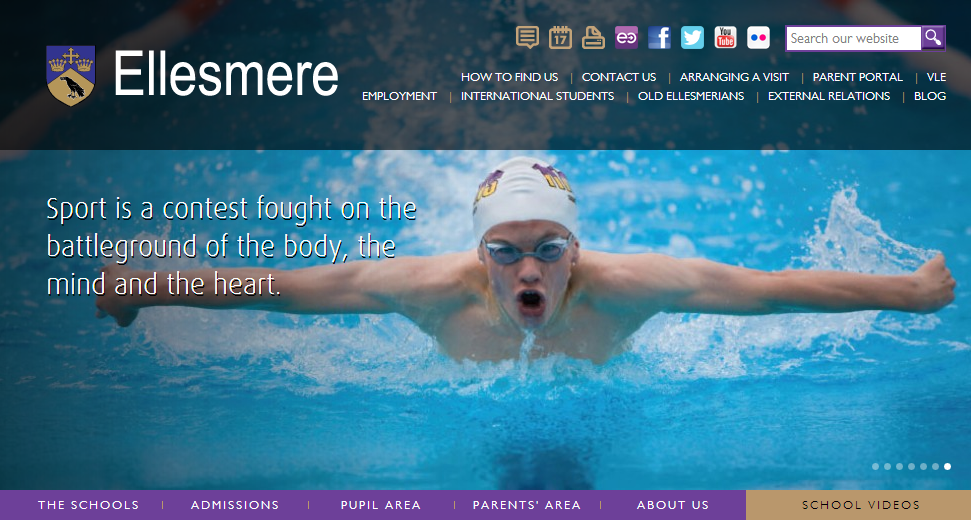 17
You
Tube
Search our website
Ellesmere
HOW TO FIND US | CONTACT US | ARRANGING A VISIT | PARENT PORTAL | VLE
EMPLOYMENT | INTERNATIONAL STUDENTS | OLD ELLESMERIANS | EXTERNAL RELATIONS | BLOG
Sport is a contest fought on the
battleground of the body, the
mind and the heart.
THE SCHOOLS | ADMISSIONS | PUPIL AREA | PARENTS' AREA | ABOUT US SCHOOL VIDEOS